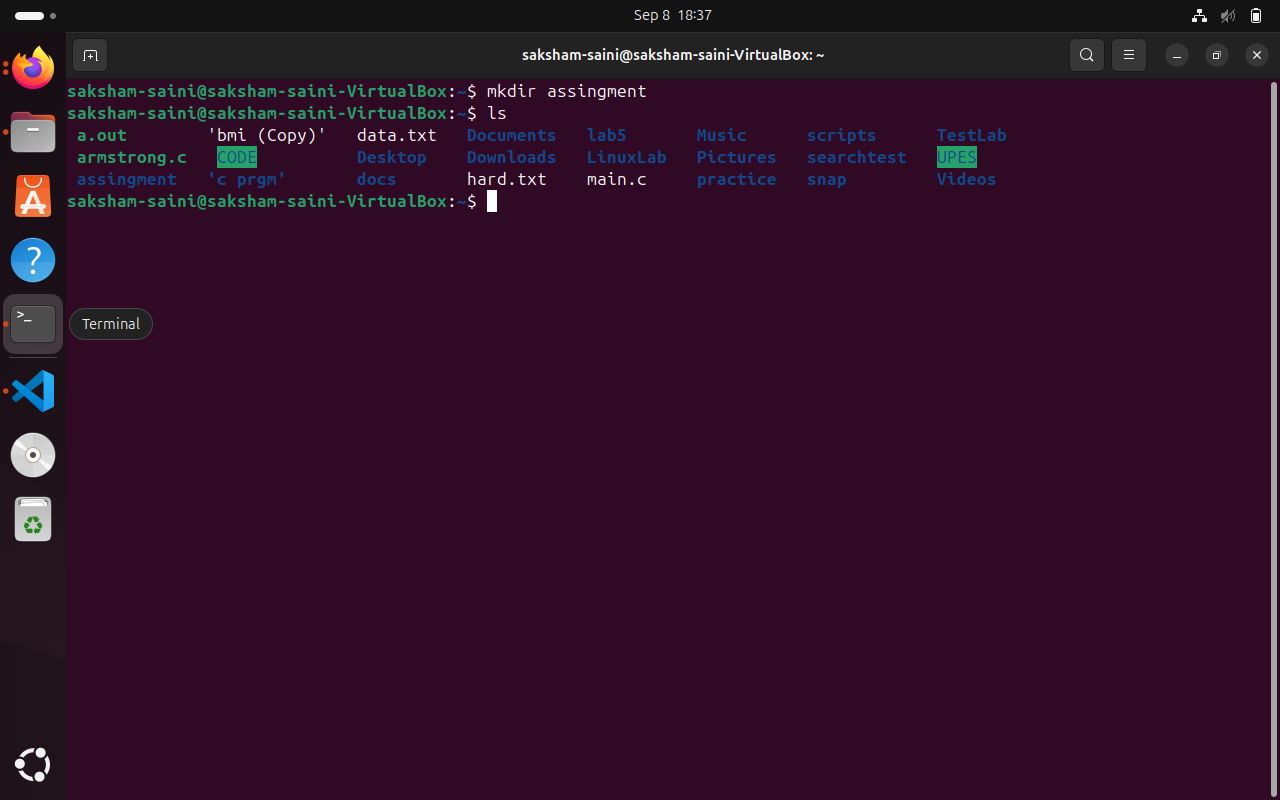 Sep 8 18:37
saksham-saini@saksham-saini-VirtualBox: ~
saksham-saini@saksham-saini-VirtualBox:~$ mkdir assingment
saksham-saini@saksham-saini-VirtualBox:~$ ls
a.out 'bmi (Copy)' data.txt Documents lab5 Music scripts TestLab
armstrong.c CODE Desktop Downloads LinuxLab Pictures searchtest UPES
assingment 'c prgm' docs hard.txt main.c practice snap Videos
saksham-saini@saksham-saini-VirtualBox:~$
Terminal